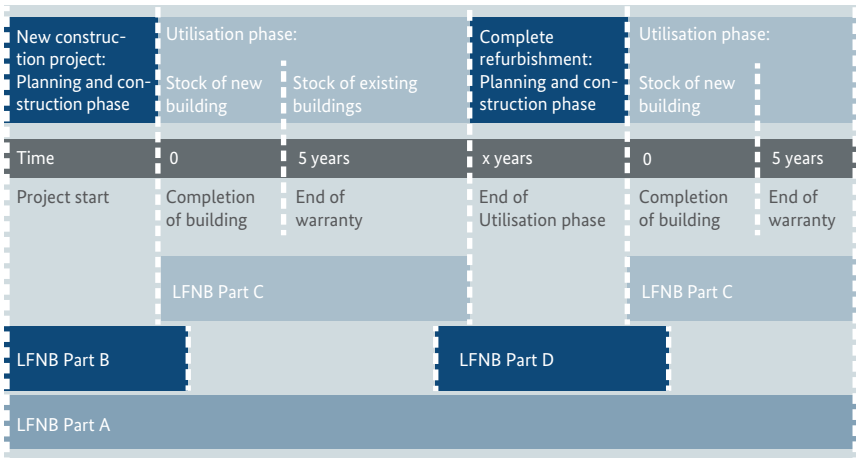 New construc-
tion project:
Planning and con-
struction phase
Utilisation phase:
Stock of new
building
Stock of existing
buildings
Complete
refurbishment:
Planning and con-
struction phase
Utilisation phase:
Stock of new
building
Time
0
5 years
x years
0
5 years
Project start
Completion
of building
End of
warranty
End of
Utilisation phase
Completion
of building
End of
warranty
LFNB Part C
LFNB Part C
LFNB Part B
LFNB Part D
LFNB Part A